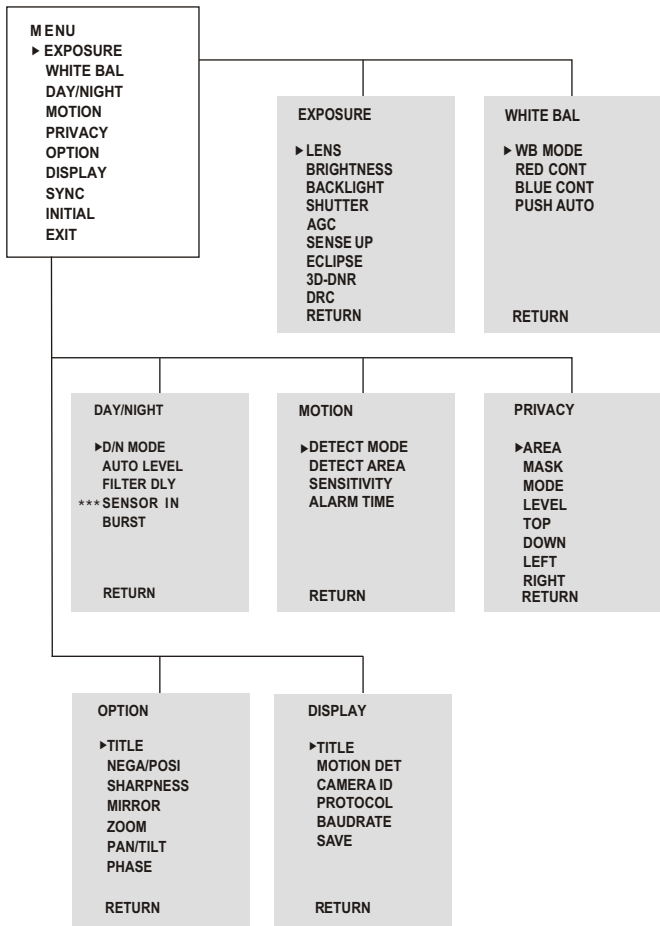 MENU
▶ EXPOSURE
WHITE BAL
DAY/NIGHT
MOTION
PRIVACY
OPTION
DISPLAY
SYNC
INITIAL
EXIT
EXPOSURE
▶ LENS
BRIGHTNESS
BACKLIGHT
SHUTTER
AGC
SENSE UP
ECLIPSE
3D-DNR
DRC
RETURN
WHITE BAL
▶ WB MODE
RED CONT
BLUE CONT
PUSH AUTO
RETURN
DAY/NIGHT
▶D/N MODE
AUTO LEVEL
FILTER DLY
***SENSOR IN
BURST
RETURN
MOTION
▶DETECT MODE
DETECT AREA
SENSITIVITY
ALARM TIME
RETURN
PRIVACY
▶AREA
MASK
MODE
LEVEL
TOP
DOWN
LEFT
RIGHT
RETURN
OPTION
▶TITLE
NEGA/POSI
SHARPNESS
MIRROR
ZOOM
PAN/TILT
PHASE
RETURN
DISPLAY
▶TITLE
MOTION DET
CAMERA ID
PROTOCOL
BAUDRATE
SAVE
RETURN